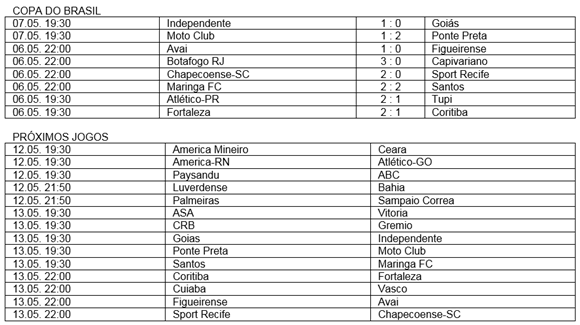 COPA DO BRASIL
07.05. 19:30 Independente 1 : 0 Goiás
07.05. 19:30 Moto Club 1 : 2 Ponte Preta
06.05. 22:00 Avai 1 : 0 Figueirense
06.05. 22:00 Botafogo RJ 3 : 0 Capivariano
06.05. 22:00 Chapecoense-SC 2 : 0 Sport Recife
06.05. 22:00 Maringa FC 2 : 2 Santos
06.05. 19:30 Atlético-PR 2 : 1 Tupi
06.05. 19:30 Fortaleza 2 : 1 Coritiba
PRÓXIMOS JOGOS
12.05. 19:30 America Mineiro Ceara
12.05. 19:30 America-RN Atlético-GO
12.05. 19:30 Paysandu ABC
12.05. 21:50 Luverdense Bahia
12.05. 21:50 Palmeiras Sampaio Correa
13.05. 19:30 ASA Vitoria
13.05. 19:30 CRB Gremio
13.05. 19:30 Goias Independente
13.05. 19:30 Ponte Preta Moto Club
13.05. 19:30 Santos Maringa FC
13.05. 22:00 Coritiba Fortaleza
13.05. 22:00 Cuiaba Vasco
13.05. 22:00 Figueirense Avai
13.05. 22:00 Sport Recife Chapecoense-SC